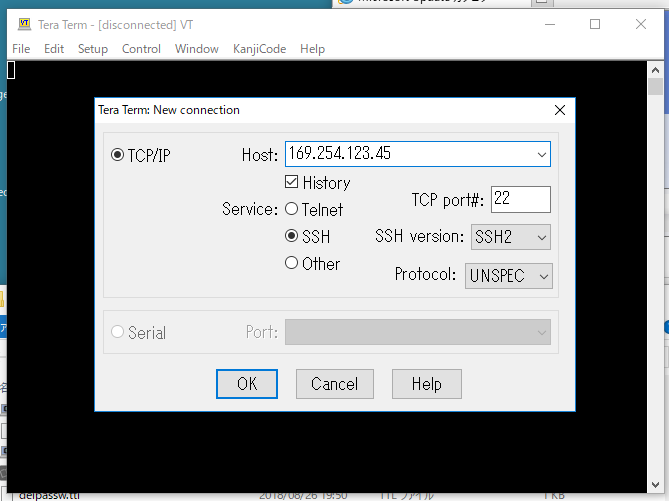 Tera Term - [disconnected] VT
File Edit Setup Control Window KanjiCode Help
Tera Term: New connection
TCP/IP
Host: 169.254.123.45
History
Service: Telnet
TCP port#: 22
SSH
SSH version: SSH2
Other
Protocol: UNSPEC
Serial
Port:
OK Cancel Help
delpassw.ttl 2018/08/26 19:50 TTL ファイル 1 KB